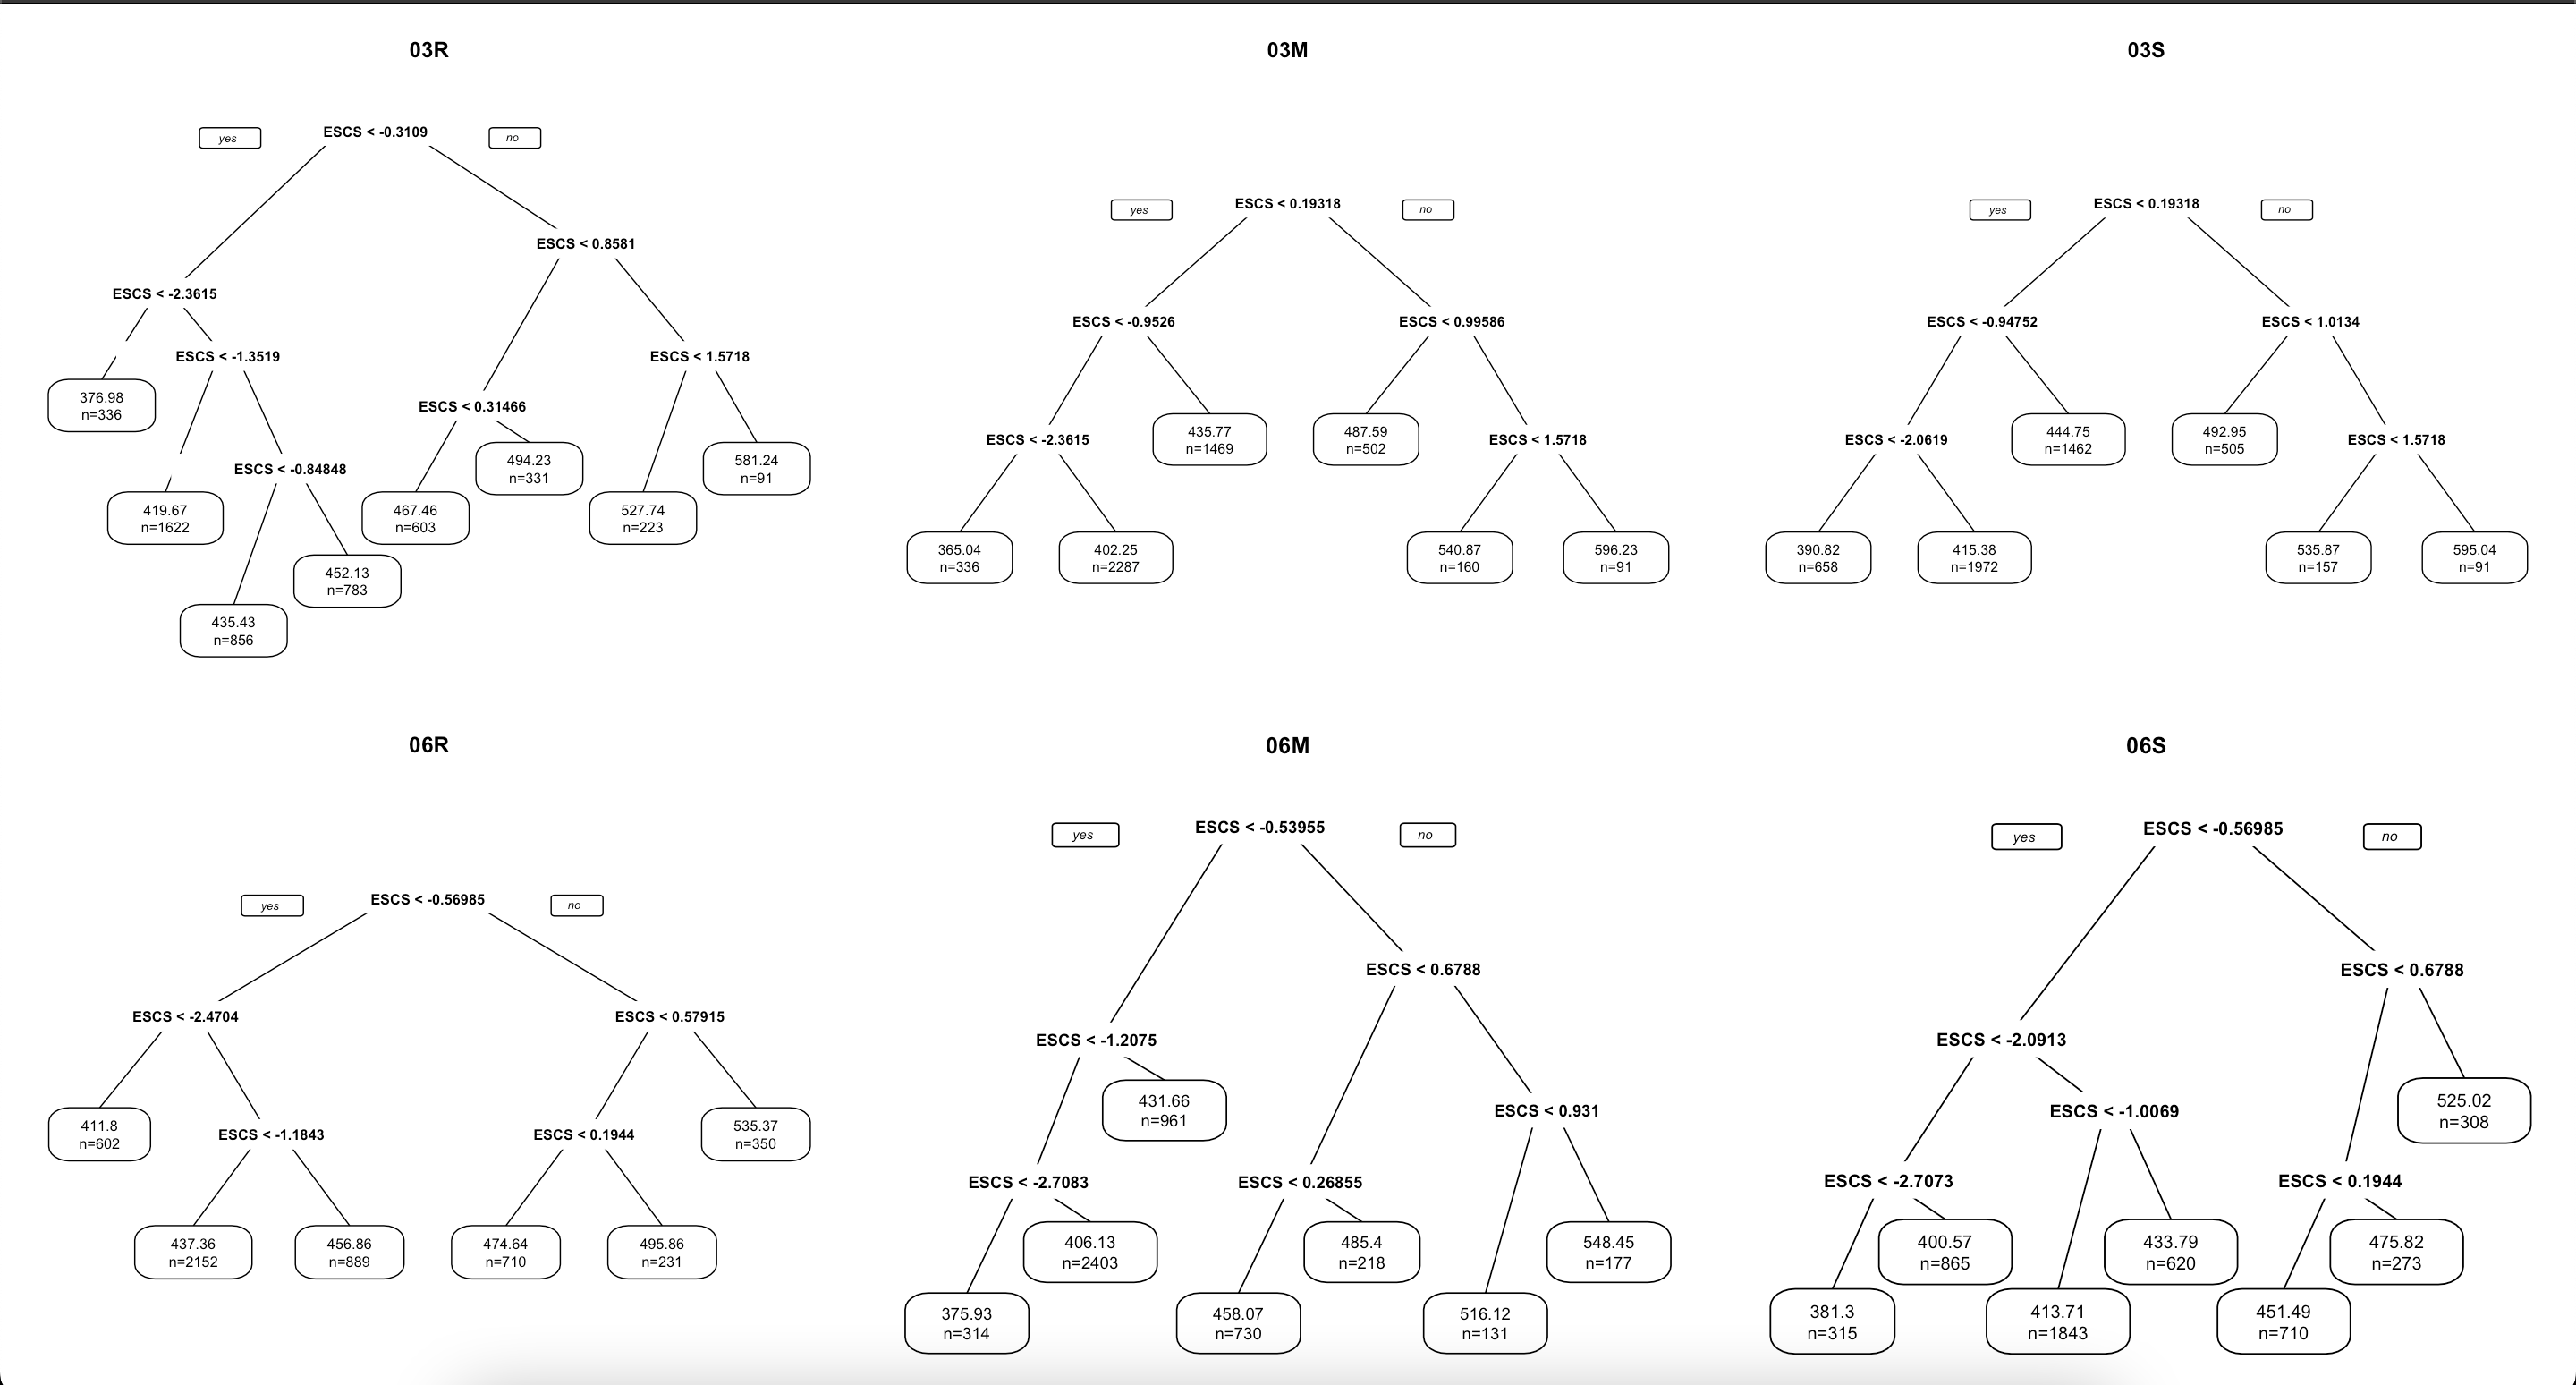 03R
yes
ESCS < -0.3109
no
ESCS < 0.8581
ESCS < -2.3615
ESCS < -1.3519
ESCS < 1.5718
376.98
n=336
ESCS < 0.31466
ESCS < -0.84848
494.23
n=331
581.24
n=91
419.67
n=1622
467.46
n=603
527.74
n=223
452.13
n=783
435.43
n=856
03M
yes
ESCS < 0.19318
no
ESCS < -0.9526
ESCS < 0.99586
ESCS < -2.3615
435.77
n=1469
487.59
n=502
ESCS < 1.5718
365.04
n=336
402.25
n=2287
540.87
n=160
596.23
n=91
03S
yes
ESCS < 0.19318
no
ESCS < -0.94752
ESCS < 1.0134
ESCS < -2.0619
444.75
n=1462
492.95
n=505
ESCS < 1.5718
390.82
n=658
415.38
n=1972
535.87
n=157
595.04
n=91
06R
yes
ESCS < -0.56985
no
ESCS < -2.4704
ESCS < 0.57915
411.8
n=602
ESCS < -1.1843
ESCS < 0.1944
535.37
n=350
437.36
n=2152
456.86
n=889
474.64
n=710
495.86
n=231
06M
yes
ESCS < -0.53955
no
ESCS < 0.6788
ESCS < -1.2075
431.66
n=961
ESCS < 0.931
ESCS < -2.7083
ESCS < 0.26855
406.13
n=2403
485.4
n=218
548.45
n=177
375.93
n=314
458.07
n=730
516.12
n=131
06S
yes
ESCS < -0.56985
no
ESCS < 0.6788
ESCS < -2.0913
ESCS < -1.0069
525.02
n=308
ESCS < -2.7073
ESCS < 0.1944
400.57
n=865
433.79
n=620
475.82
n=273
381.3
n=315
413.71
n=1843
451.49
n=710